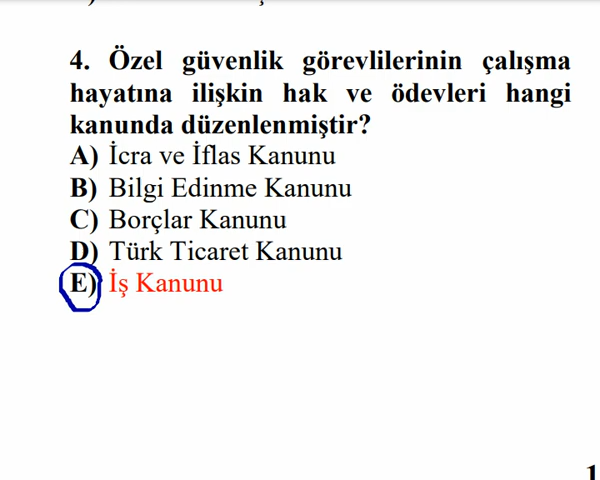 4. Özel güvenlik görevlilerinin çalışma
hayatına ilişkin hak ve ödevleri hangi
kanunda düzenlenmiştir?
A) İcra ve İflas Kanunu
B) Bilgi Edinme Kanunu
C) Borçlar Kanunu
D) Türk Ticaret Kanunu
E) İş Kanunu
1